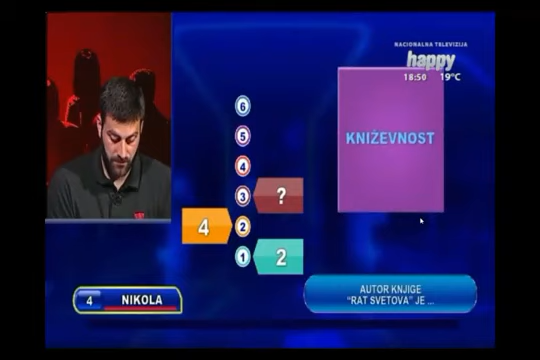 NACIONALNA TELEVIZIJA
happy
18:50 19°C
KNIŽEVNOST
6
5
4
3 ?
4 2
1 2
4 NIKOLA
AUTOR KNJIGE
"RAT SVETOVA" JE ...